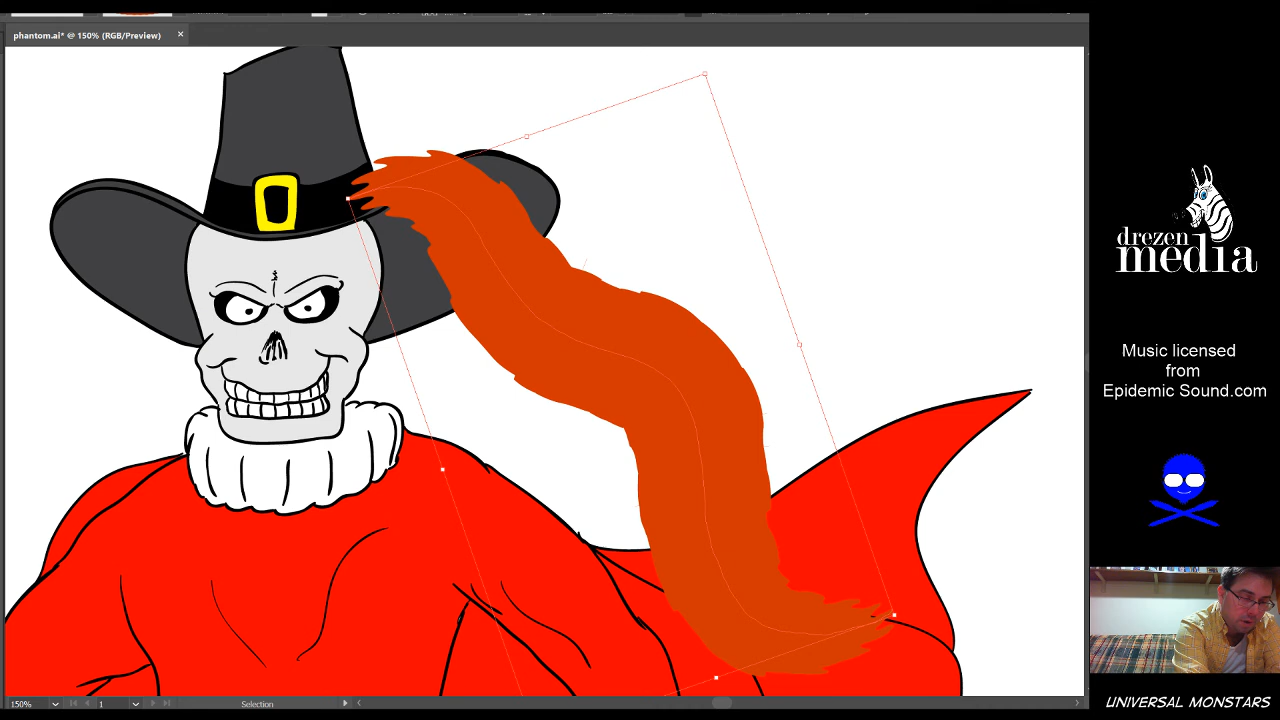 phantom.ai* @ 150% (RGB/Preview)
drezen
media
Music licensed
from
Epidemic Sound.com
150%
1
Selection
UNIVERSAL MONSTARS